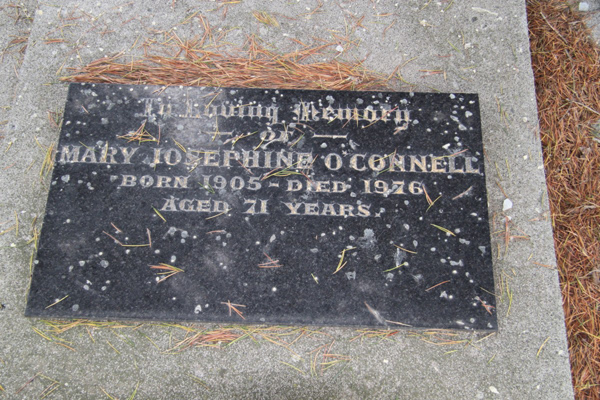 In Loving Memory
— of —
MARY JOSEPHINE O'CONNELL
BORN 1905 - DIED 1976
AGED 71 YEARS